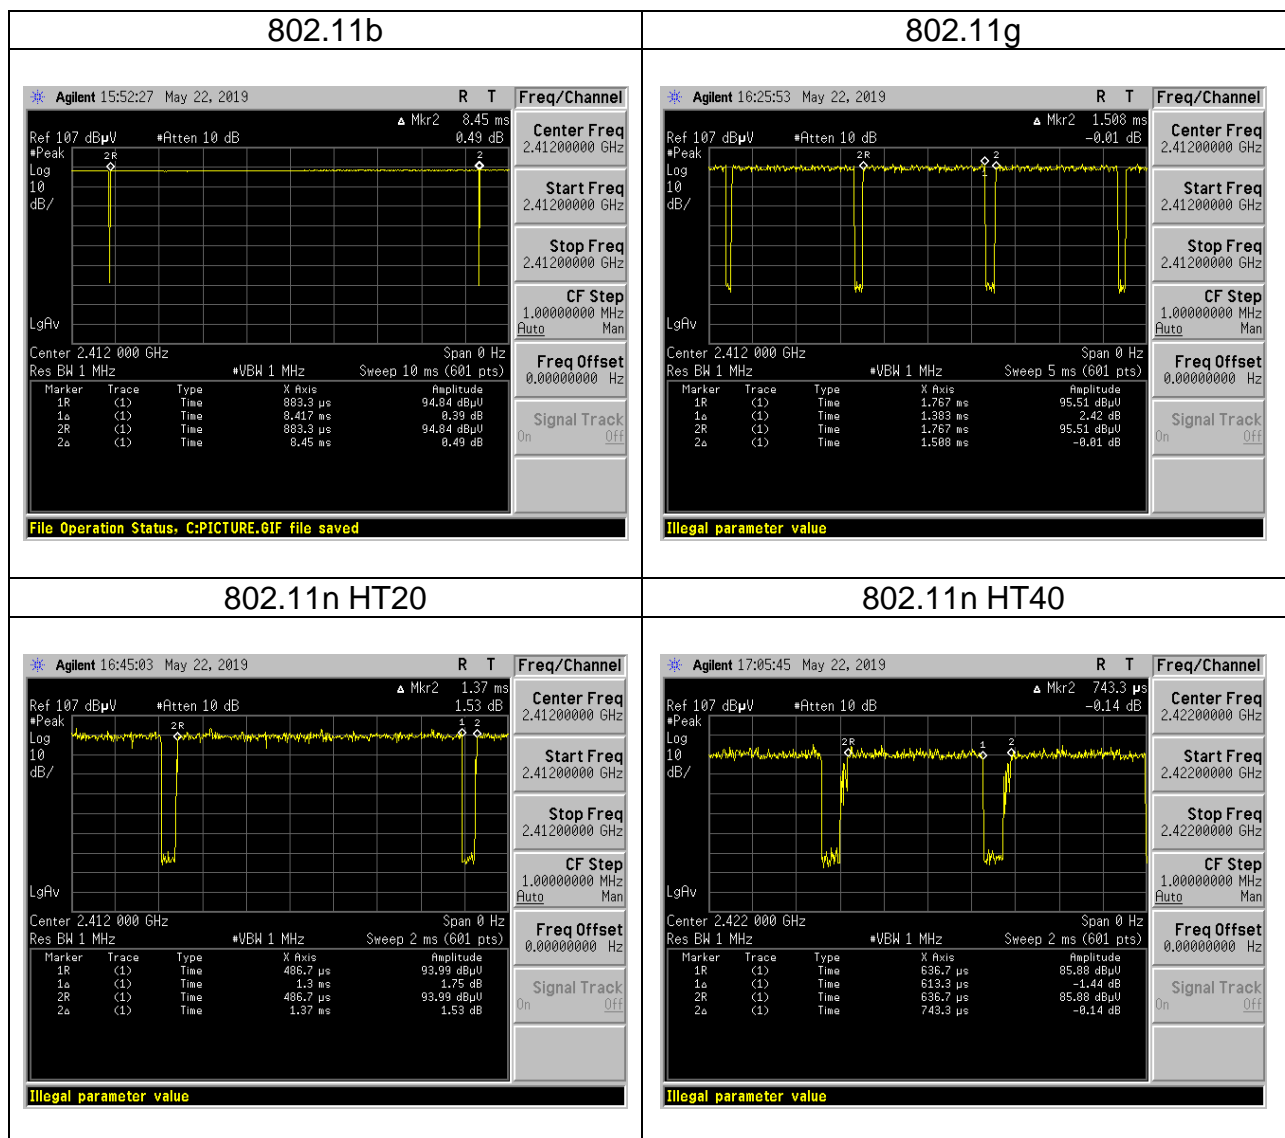 802.11b
802.11g
Agilent 15:52:27 May 22, 2019 R T Freq/Channel
Δ Mkr2 8.45 ms
Ref 107 dBµV #Atten 10 dB 0.49 dB
#Peak
Log
10
dB/
2R
2
LgAv
Center 2.412 000 GHz Span 0 Hz
Res BW 1 MHz #VBW 1 MHz Sweep 10 ms (601 pts)
Marker Trace Type X Axis Amplitude
1R (1) Time 883.3 µs 94.84 dBµV
1Δ (1) Time 8.417 ms 0.39 dB
2R (1) Time 883.3 µs 94.84 dBµV
2Δ (1) Time 8.45 ms 0.49 dB
File Operation Status, C:PICTURE.GIF file saved
Center Freq
2.41200000 GHz
Start Freq
2.41200000 GHz
Stop Freq
2.41200000 GHz
CF Step
1.00000000 MHz
Auto Man
Freq Offset
0.00000000 Hz
Signal Track
On Off
Agilent 16:25:53 May 22, 2019 R T Freq/Channel
Δ Mkr2 1.508 ms
Ref 107 dBµV #Atten 10 dB -0.01 dB
#Peak
Log
10
dB/
2R
1
2
LgAv
Center 2.412 000 GHz Span 0 Hz
Res BW 1 MHz #VBW 1 MHz Sweep 5 ms (601 pts)
Marker Trace Type X Axis Amplitude
1R (1) Time 1.767 ms 95.51 dBµV
1Δ (1) Time 1.383 ms 2.42 dB
2R (1) Time 1.767 ms 95.51 dBµV
2Δ (1) Time 1.508 ms -0.01 dB
Illegal parameter value
Center Freq
2.41200000 GHz
Start Freq
2.41200000 GHz
Stop Freq
2.41200000 GHz
CF Step
1.00000000 MHz
Auto Man
Freq Offset
0.00000000 Hz
Signal Track
On Off
802.11n HT20
802.11n HT40
Agilent 16:45:03 May 22, 2019 R T Freq/Channel
Δ Mkr2 1.37 ms
Ref 107 dBµV #Atten 10 dB 1.53 dB
#Peak
Log
10
dB/
2R
1 2
LgAv
Center 2.412 000 GHz Span 0 Hz
Res BW 1 MHz #VBW 1 MHz Sweep 2 ms (601 pts)
Marker Trace Type X Axis Amplitude
1R (1) Time 486.7 µs 93.99 dBµV
1Δ (1) Time 1.3 ms 1.75 dB
2R (1) Time 486.7 µs 93.99 dBµV
2Δ (1) Time 1.37 ms 1.53 dB
Illegal parameter value
Center Freq
2.41200000 GHz
Start Freq
2.41200000 GHz
Stop Freq
2.41200000 GHz
CF Step
1.00000000 MHz
Auto Man
Freq Offset
0.00000000 Hz
Signal Track
On Off
Agilent 17:05:45 May 22, 2019 R T Freq/Channel
Δ Mkr2 743.3 µs
Ref 107 dBµV #Atten 10 dB -0.14 dB
#Peak
Log
10
dB/
2R
1
2
LgAv
Center 2.422 000 GHz Span 0 Hz
Res BW 1 MHz #VBW 1 MHz Sweep 2 ms (601 pts)
Marker Trace Type X Axis Amplitude
1R (1) Time 636.7 µs 85.88 dBµV
1Δ (1) Time 613.3 µs -1.44 dB
2R (1) Time 636.7 µs 85.88 dBµV
2Δ (1) Time 743.3 µs -0.14 dB
Illegal parameter value
Center Freq
2.42200000 GHz
Start Freq
2.42200000 GHz
Stop Freq
2.42200000 GHz
CF Step
1.00000000 MHz
Auto Man
Freq Offset
0.00000000 Hz
Signal Track
On Off